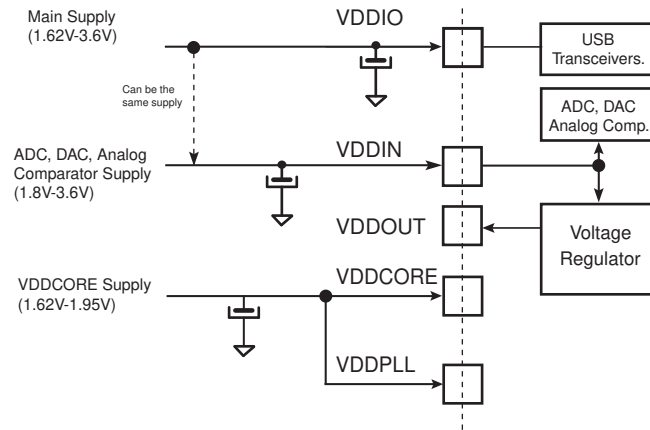 Main Supply
(1.62V-3.6V)
VDDIO
USB
Transceivers.
Can be the
same supply
ADC, DAC
Analog Comp.
ADC, DAC, Analog
Comparator Supply
(1.8V-3.6V)
VDDIN
VDDOUT
Voltage
Regulator
VDDCORE Supply
(1.62V-1.95V)
VDDCORE
VDDPLL